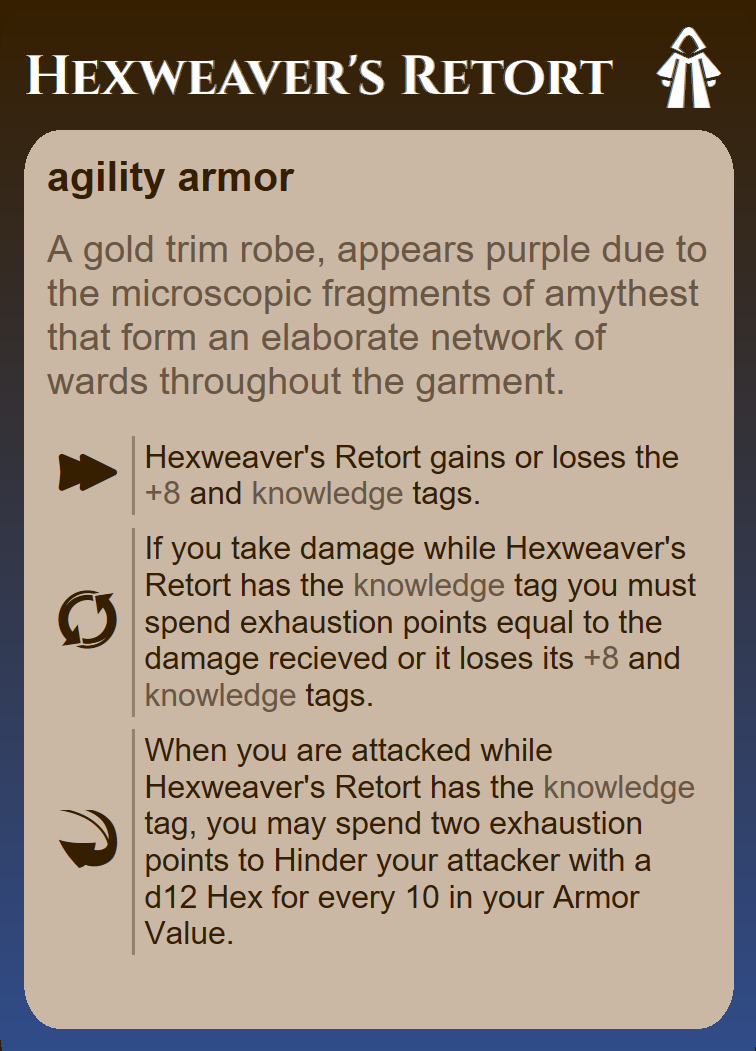 Hexweaver's Retort
agility armor
A gold trim robe, appears purple due to
the microscopic fragments of amythest
that form an elaborate network of
wards throughout the garment.
Hexweaver's Retort gains or loses the
+8 and knowledge tags.
If you take damage while Hexweaver's
Retort has the knowledge tag you must
spend exhaustion points equal to the
damage recieved or it loses its +8 and
knowledge tags.
When you are attacked while
Hexweaver's Retort has the knowledge
tag, you may spend two exhaustion
points to Hinder your attacker with a
d12 Hex for every 10 in your Armor
Value.